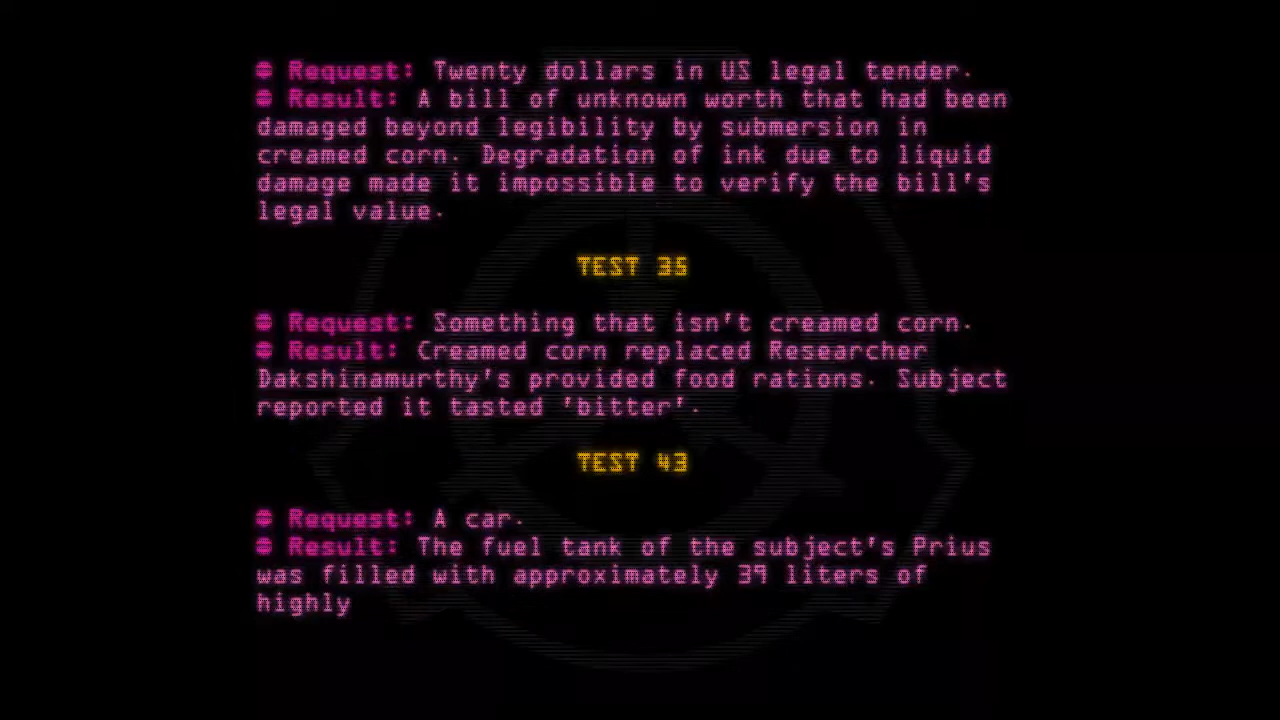 Request: Twenty dollars in US legal tender.
Result: A bill of unknown worth that had been
damaged beyond legibility by submersion in
creamed corn. Degradation of ink due to liquid
damage made it impossible to verify the bill's
legal value.
TEST 36
Request: Something that isn't creamed corn.
Result: Creamed corn replaced Researcher
Dakshinamurthy's provided food rations. Subject
reported it tasted 'bitter'.
TEST 43
Request: A car.
Result: The fuel tank of the subject's Prius
was filled with approximately 39 liters of
highly